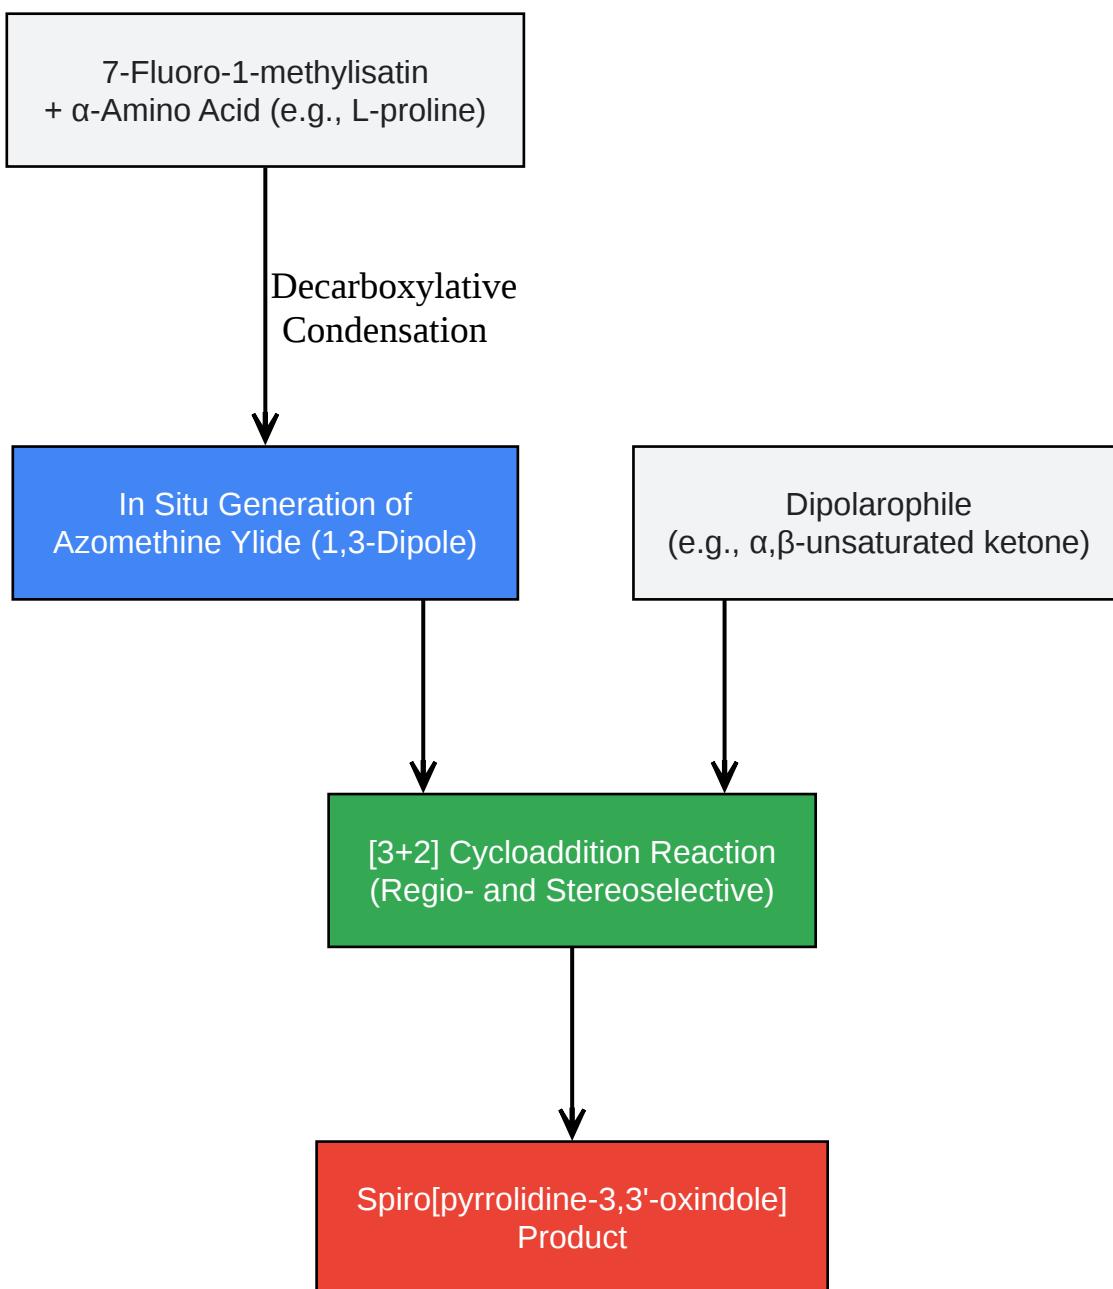 7-Fluoro-1-methylisatin
+ α-Amino Acid (e.g., L-proline)
Decarboxylative
Condensation
In Situ Generation of
Azomethine Ylide (1,3-Dipole)
Dipolarophile
(e.g., α,β-unsaturated ketone)
[3+2] Cycloaddition Reaction
(Regio- and Stereoselective)
Spiro[pyrrolidine-3,3'-oxindole]
Product